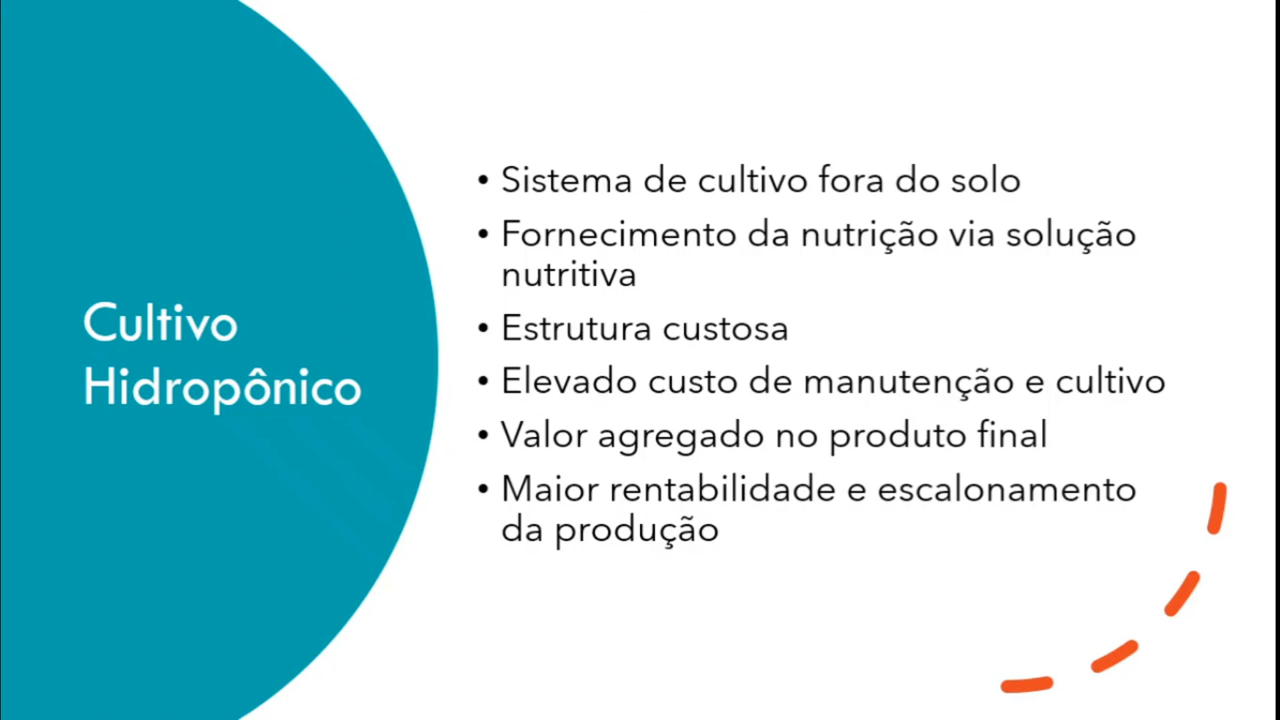 Cultivo
Hidropônico
• Sistema de cultivo fora do solo
• Fornecimento da nutrição via solução
nutritiva
• Estrutura custosa
• Elevado custo de manutenção e cultivo
• Valor agregado no produto final
• Maior rentabilidade e escalonamento
da produção